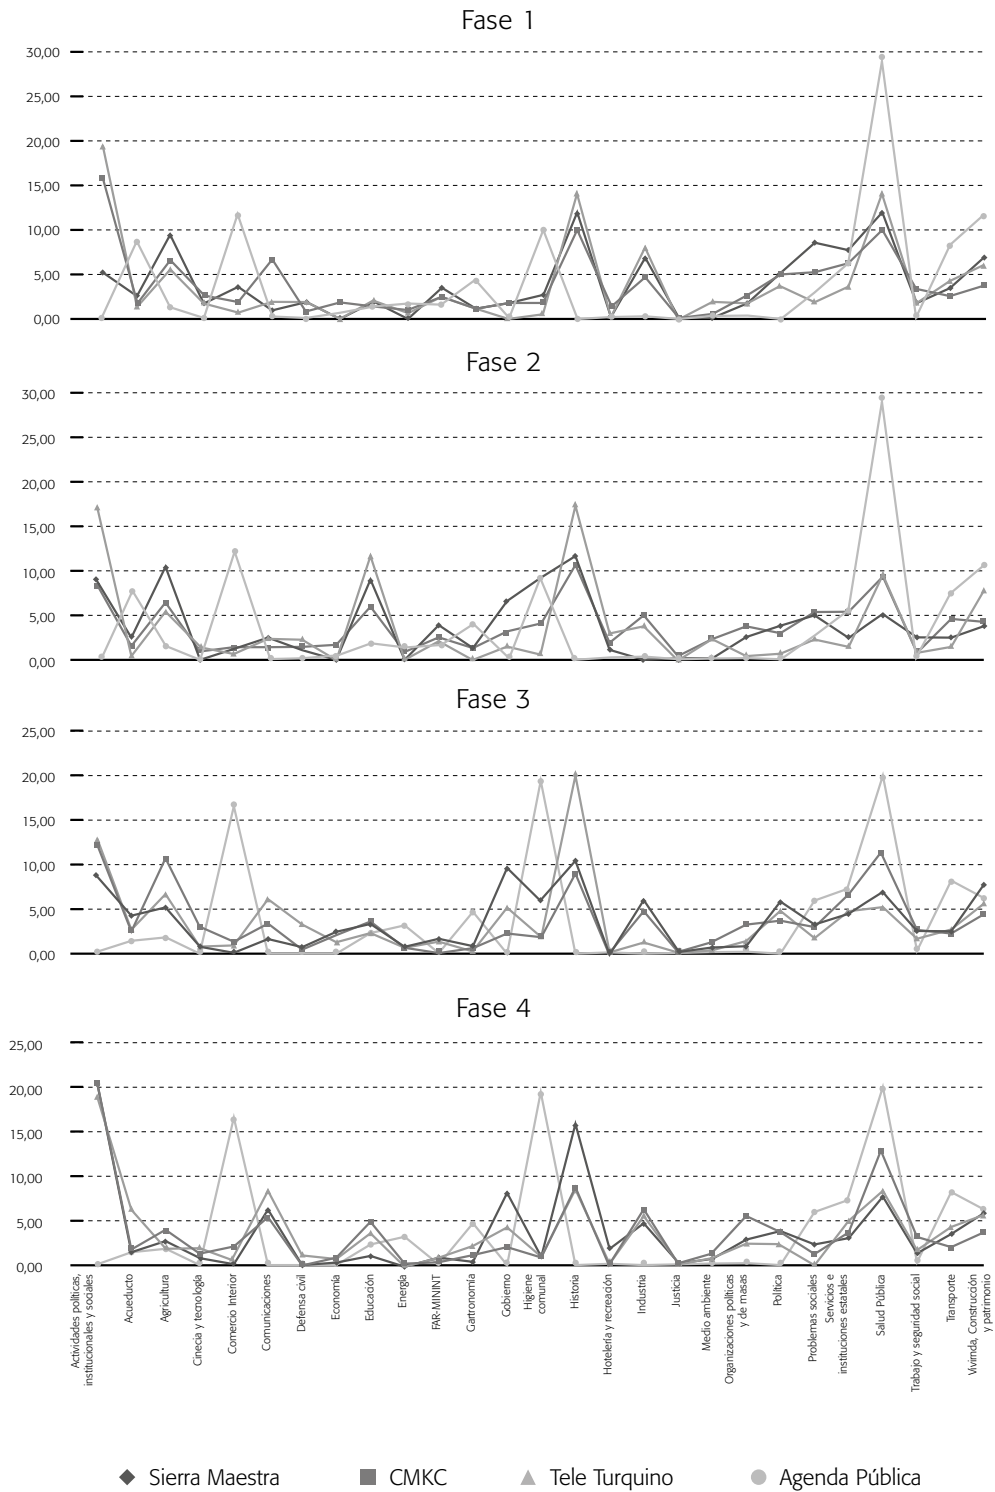 Fase 1
30,00
25,00
20,00
15,00
10,00
5,00
0,00
Fase 2
30,00
25,00
20,00
15,00
10,00
5,00
0,00
Fase 3
25,00
20,00
15,00
10,00
5,00
0,00
Fase 4
25,00
20,00
15,00
10,00
5,00
0,00
Actividades políticas,
institucionales y sociales
Acueducto
Agricultura
Cinecia y tecnología
Comercio Interior
Comunicaciones
Defensa civil
Economía
Educación
Energía
FAR-MININT
Gatronomía
Gobierno
Higiene
comunal
Historia
Hotelería y recreación
Industria
Justicia
Medio ambiente
Organizaciones políticas
y de masas
Política
Problemas sociales
Servicios e
instituciones estatales
Salud Pública
Trabajo y seguridad social
Transporte
Vivimda, Construccón
y patrimonio
Sierra Maestra
CMKC
Tele Turquino
Agenda Pública